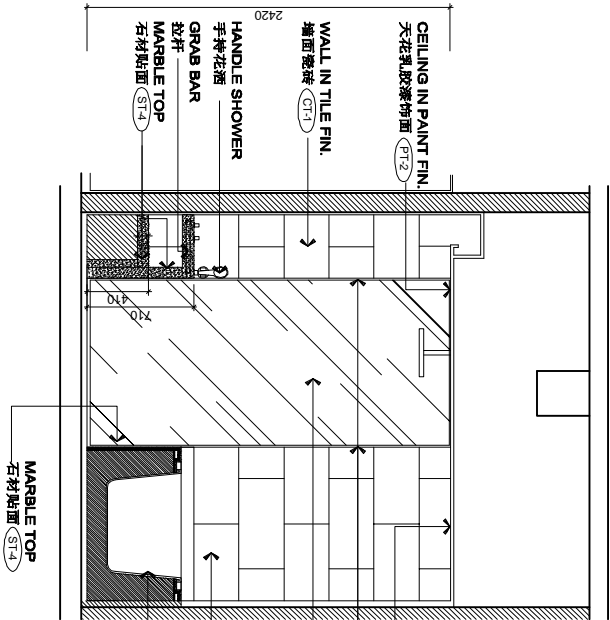 CEILING IN PAINT FIN.
天花乳胶漆饰面 PT-2
WALL IN TILE FIN.
墙面瓷砖 CT-1
HANDLE SHOWER
手持花洒
GRAB BAR
拉杆
MARBLE TOP
石材贴面 ST-4
2420
410
710
MARBLE TOP
石材贴面 ST-4